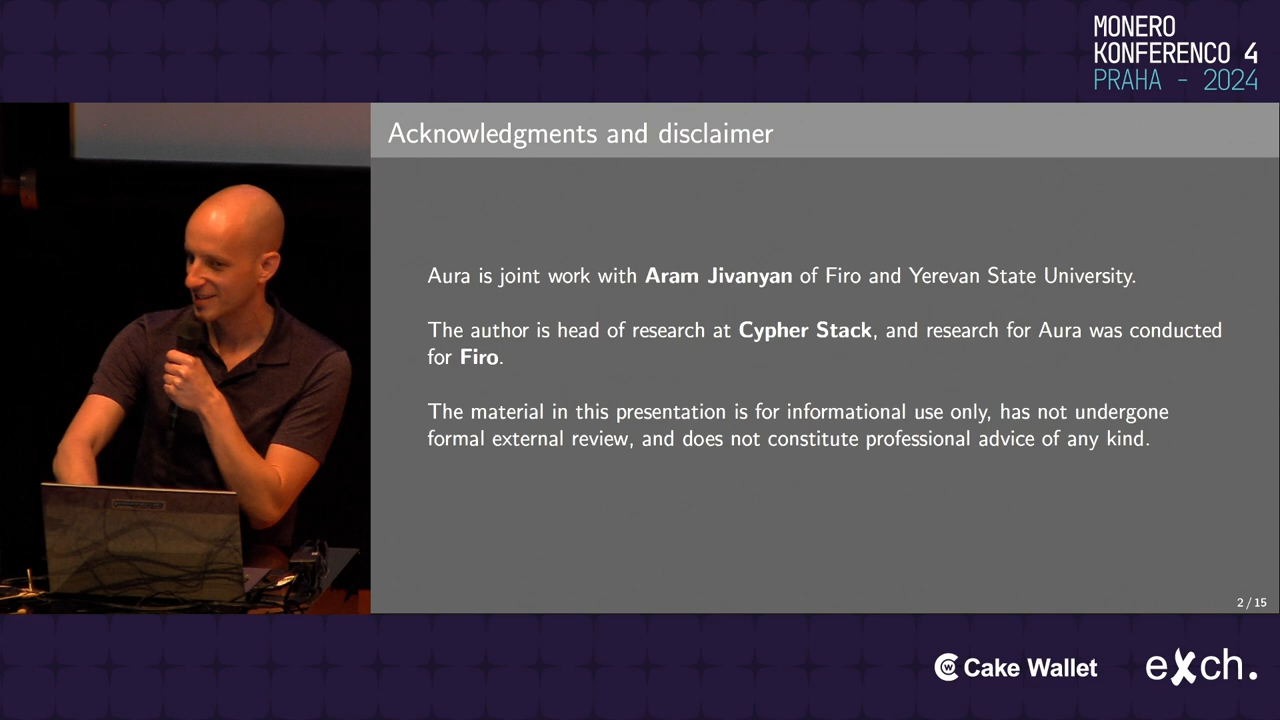 MONERO
KONFERENCO 4
PRAHA - 2024
Acknowledgments and disclaimer
Aura is joint work with Aram Jivanyan of Firo and Yerevan State University.
The author is head of research at Cypher Stack, and research for Aura was conducted
for Firo.
The material in this presentation is for informational use only, has not undergone
formal external review, and does not constitute professional advice of any kind.
2 / 15
Cake Wallet
exch.